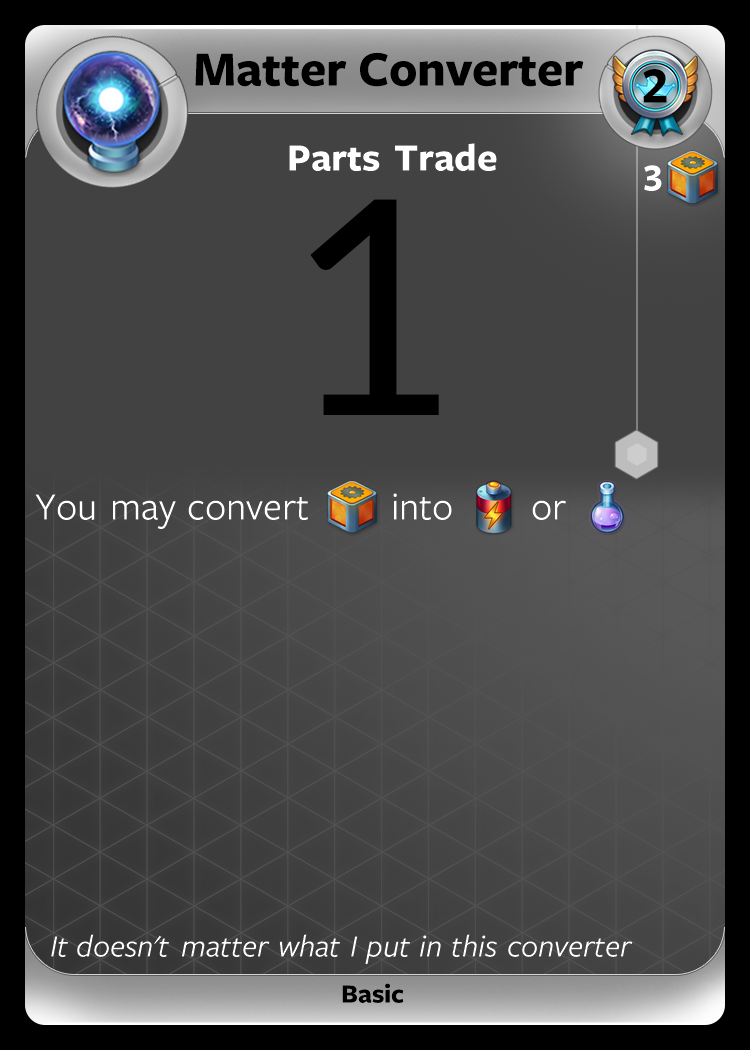 Matter Converter
2
Parts Trade
3
1
You may convert into or
It doesn't matter what I put in this converter
Basic